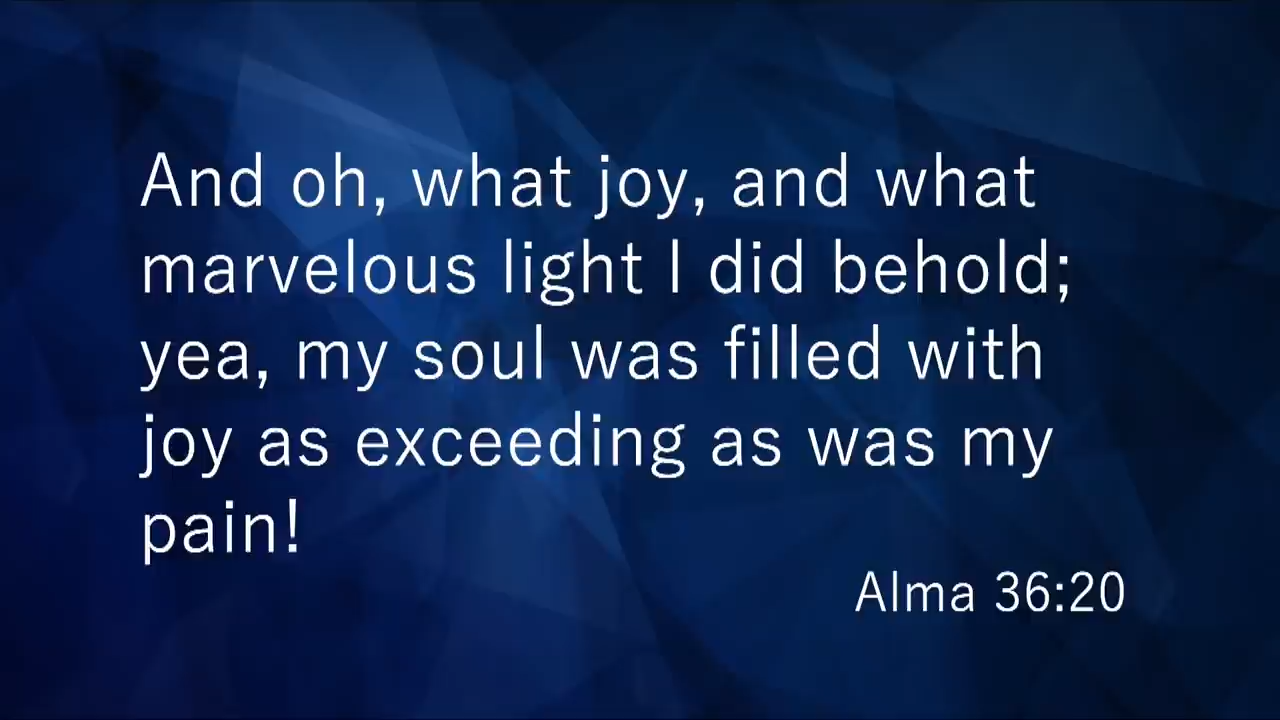 And oh, what joy, and what
marvelous light I did behold;
yea, my soul was filled with
joy as exceeding as was my
pain!
Alma 36:20